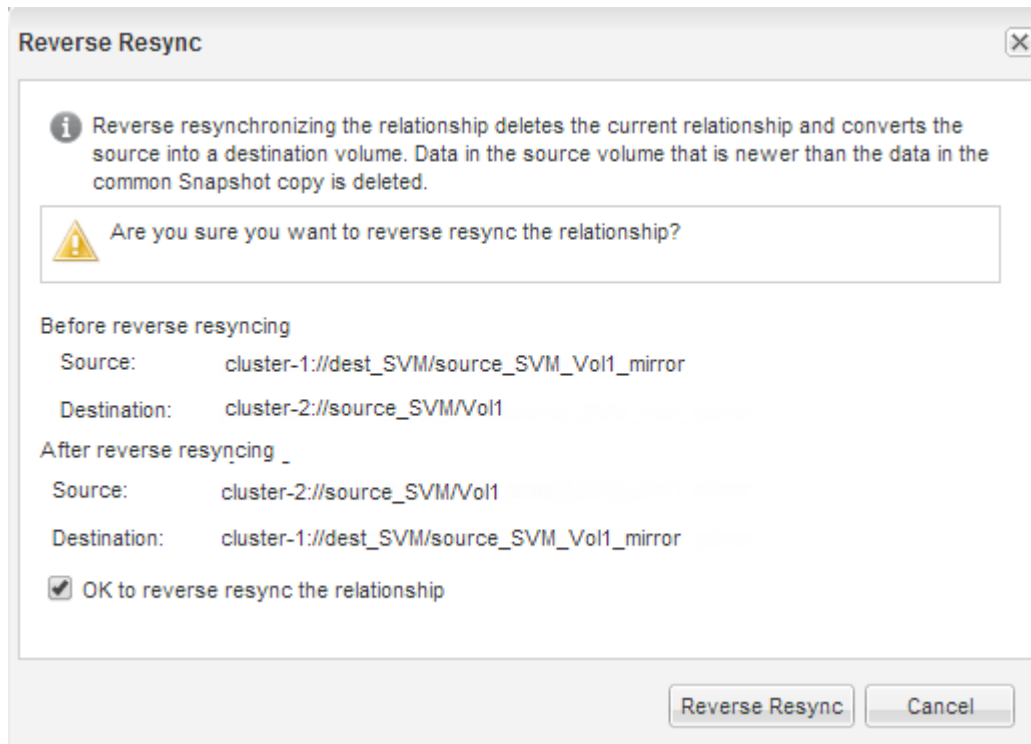 Reverse Resync
Reverse resynchronizing the relationship deletes the current relationship and converts the
source into a destination volume. Data in the source volume that is newer than the data in the
common Snapshot copy is deleted.
Are you sure you want to reverse resync the relationship?
Before reverse resyncing
Source: cluster-1://dest_SVM/source_SVM_Vol1_mirror
Destination: cluster-2://source_SVM/Vol1
After reverse resyncing
Source: cluster-2://source_SVM/Vol1
Destination: cluster-1://dest_SVM/source_SVM_Vol1_mirror
OK to reverse resync the relationship
Reverse Resync Cancel